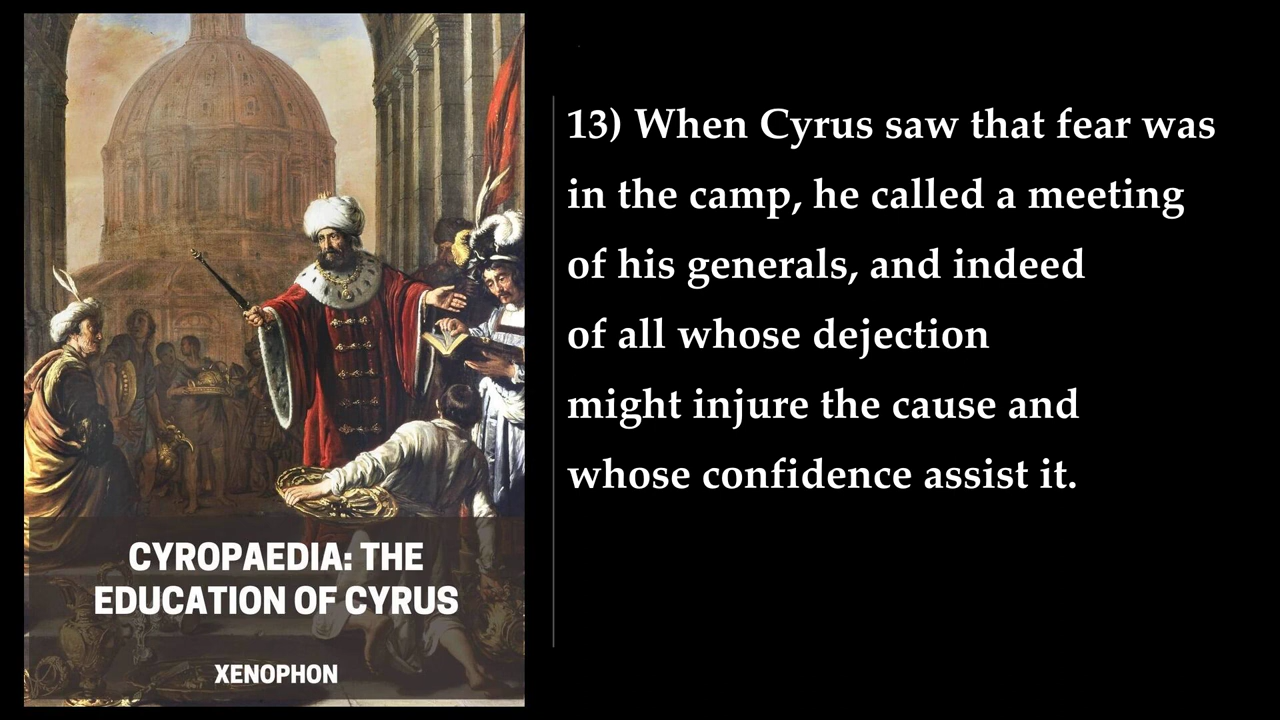 13) When Cyrus saw that fear was
in the camp, he called a meeting
of his generals, and indeed
of all whose dejection
might injure the cause and
whose confidence assist it.
CYROPAEDIA: THE
EDUCATION OF CYRUS
XENOPHON